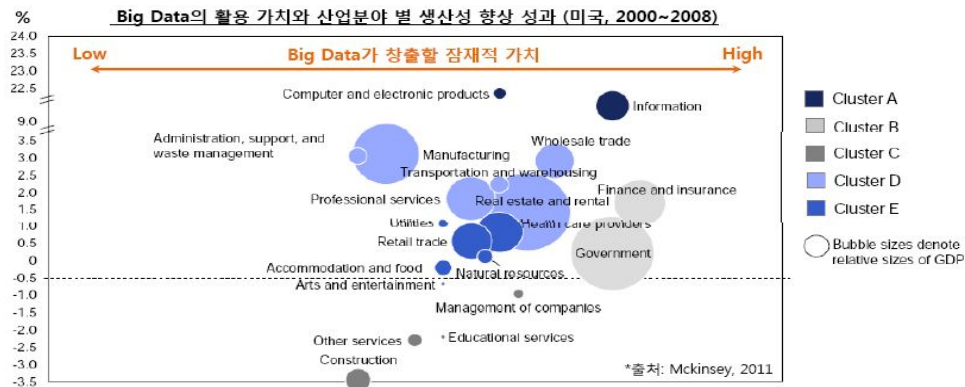 Big Data의 활용 가치와 산업분야 별 생산성 향상 성과 (미국, 2000~2008)
%
24.0
23.0
22.5
9.0
3.5
3.0
2.5
2.0
1.5
1.0
0.5
0
-0.5
-1.0
-1.5
-2.0
-2.5
-3.0
-3.5
Low
Big Data가 창출할 잠재적 가치
High
Computer and electronic products
Information
Administration, support, and
waste management
Manufacturing
Wholesale trade
Transportation and warehousing
Professional services
Real estate and rental
Finance and insurance
Utilities
Health care providers
Retail trade
Government
Accommodation and food
Natural resources
Arts and entertainment
Management of companies
Other services
Educational services
Construction
*출처: Mckinsey, 2011
Cluster A
Cluster B
Cluster C
Cluster D
Cluster E
Bubble sizes denote
relative sizes of GDP